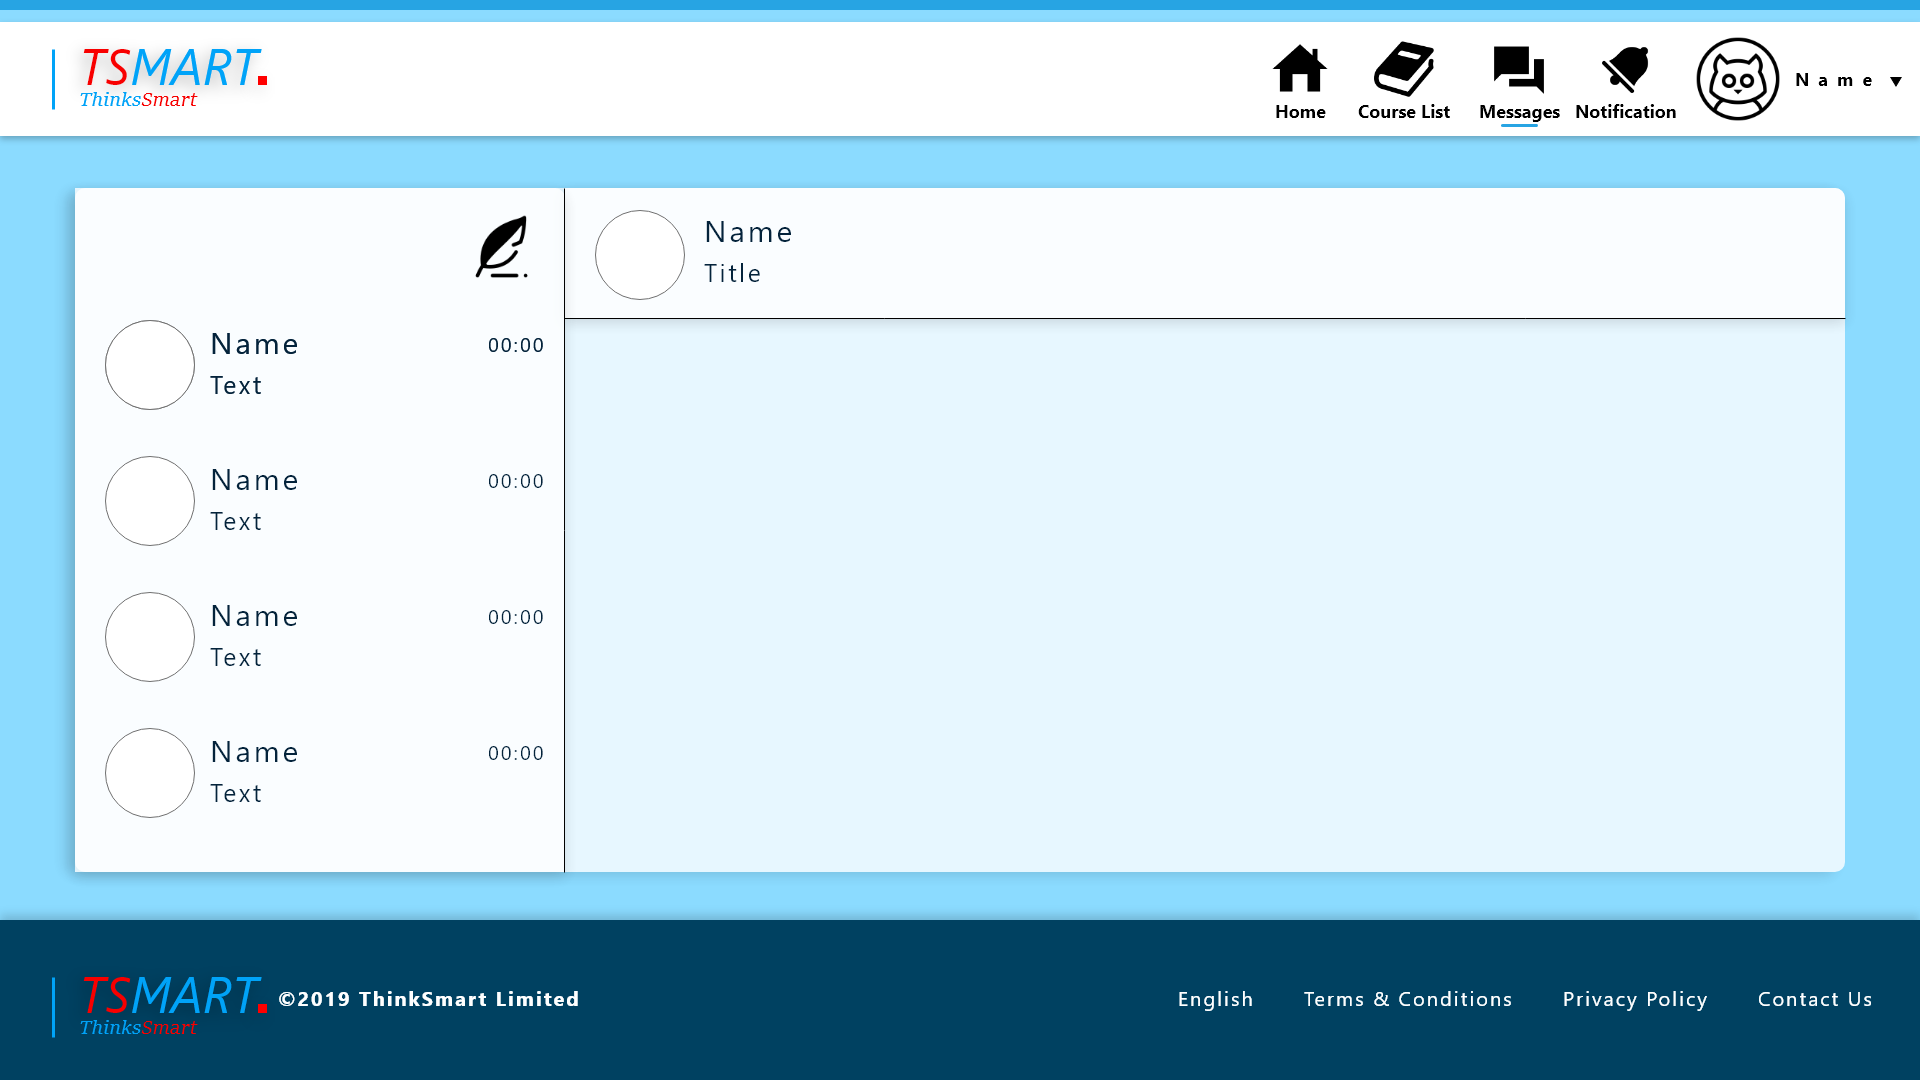 TSMART.
ThinksSmart
Home
Course List
Messages
Notification
Name ▼
Name
Text
00:00
Name
Text
00:00
Name
Text
00:00
Name
Text
00:00
Name
Title
TSMART.
ThinksSmart
©2019 ThinkSmart Limited
English
Terms & Conditions
Privacy Policy
Contact Us